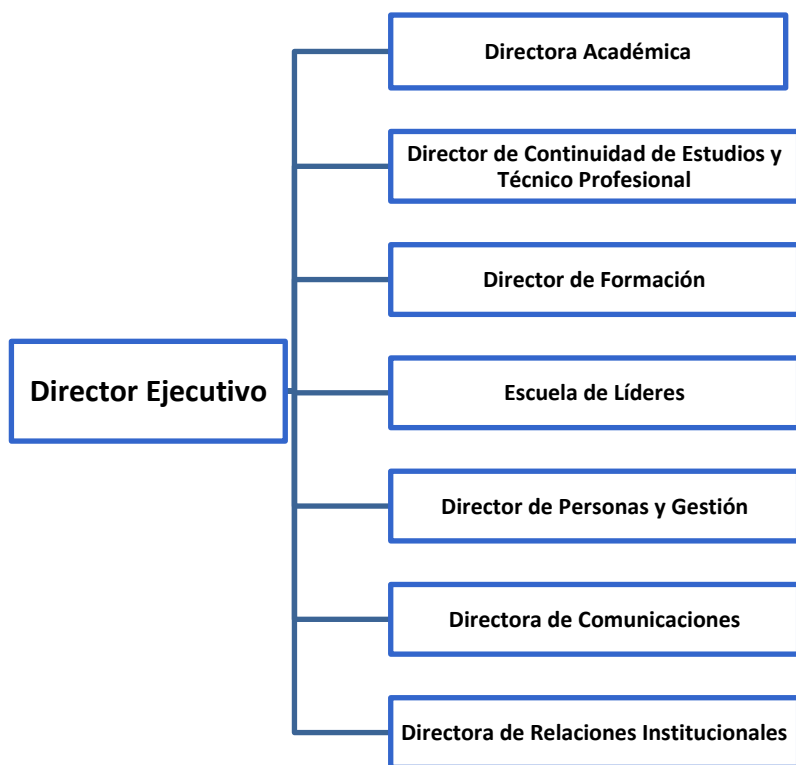 Directora Académica
Director de Continuidad de Estudios y
Técnico Profesional
Director de Formación
Director Ejecutivo
Escuela de Líderes
Director de Personas y Gestión
Directora de Comunicaciones
Directora de Relaciones Institucionales